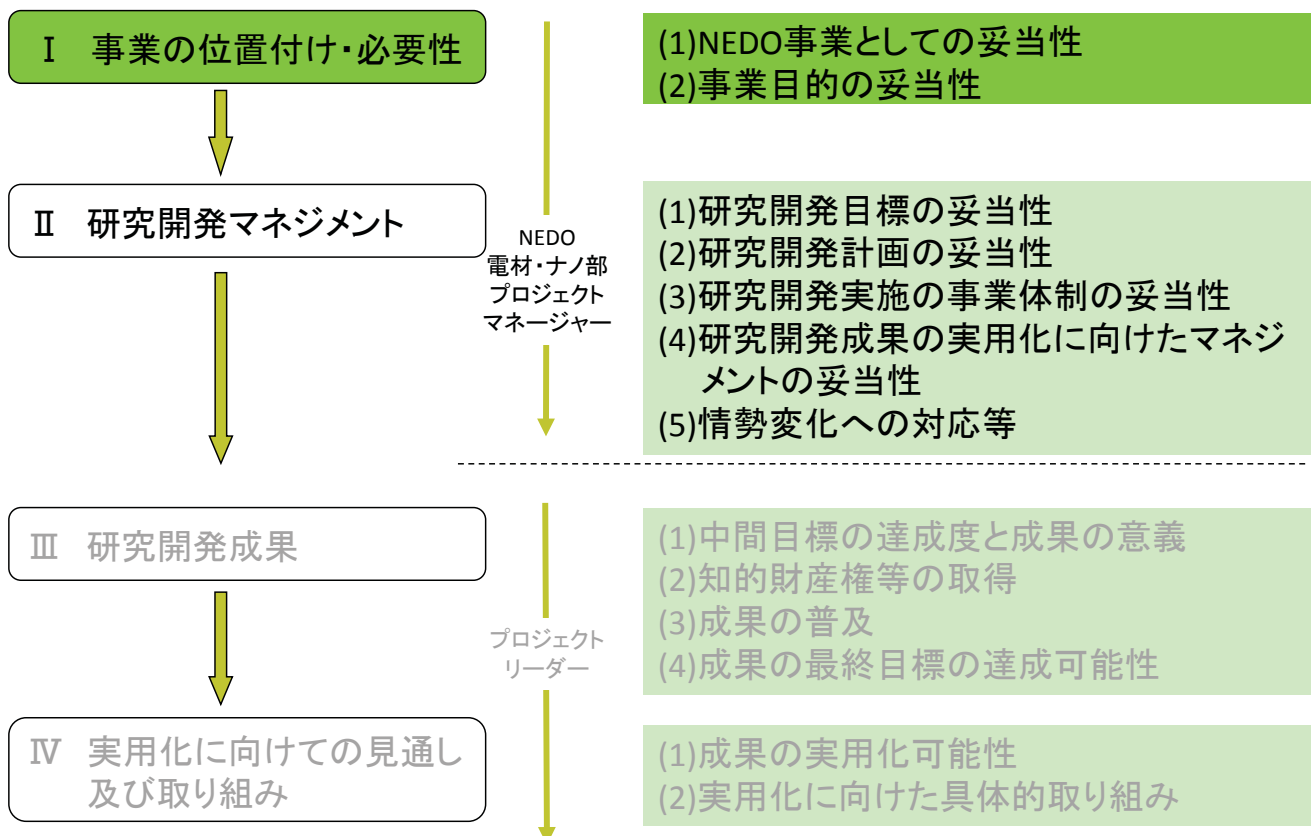 Ⅰ 事業の位置付け・必要性
(1)NEDO事業としての妥当性
(2)事業目的の妥当性
Ⅱ 研究開発マネジメント
NEDO
電材・ナノ部
プロジェクト
マネージャー
(1)研究開発目標の妥当性
(2)研究開発計画の妥当性
(3)研究開発実施の事業体制の妥当性
(4)研究開発成果の実用化に向けたマネジ
メントの妥当性
(5)情勢変化への対応等
Ⅲ 研究開発成果
プロジェクト
リーダー
(1)中間目標の達成度と成果の意義
(2)知的財産権等の取得
(3)成果の普及
(4)成果の最終目標の達成可能性
Ⅳ 実用化に向けての見通し
及び取り組み
(1)成果の実用化可能性
(2)実用化に向けた具体的取り組み